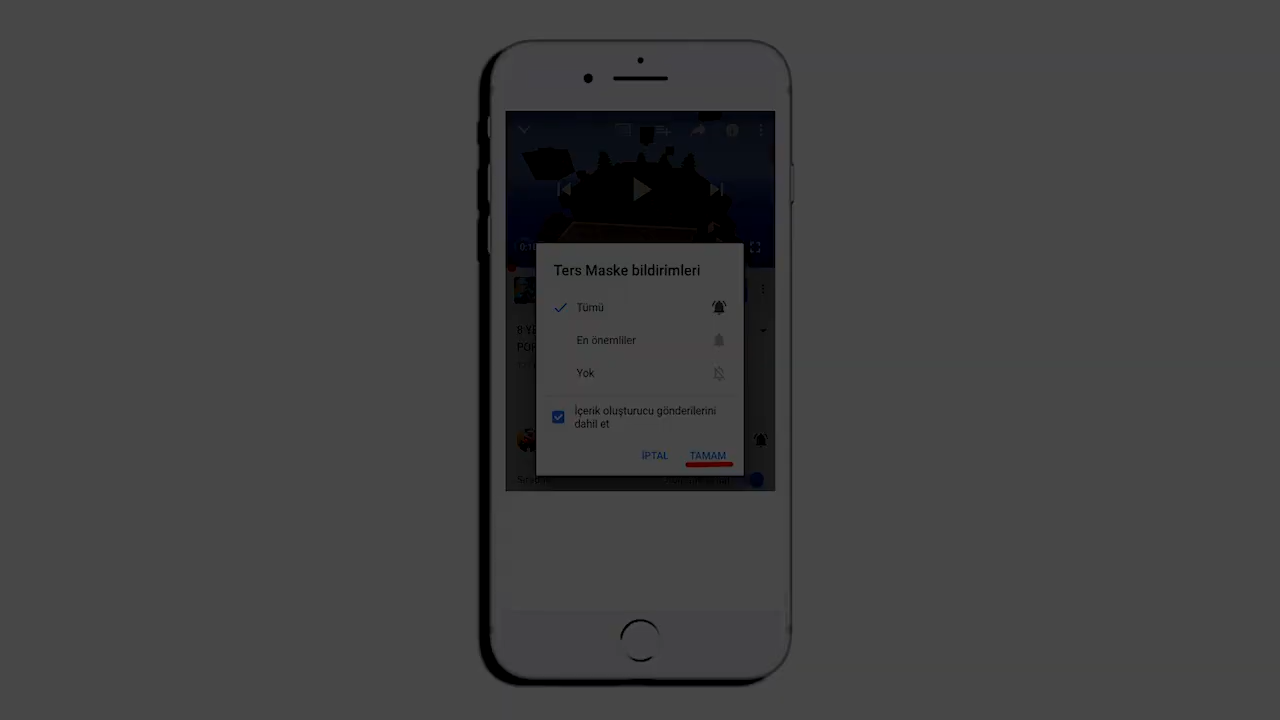 Ters Maske bildirimleri
Tümü
En önemliler
Yok
İçerik oluşturucu gönderilerini
dahil et
İPTAL TAMAM